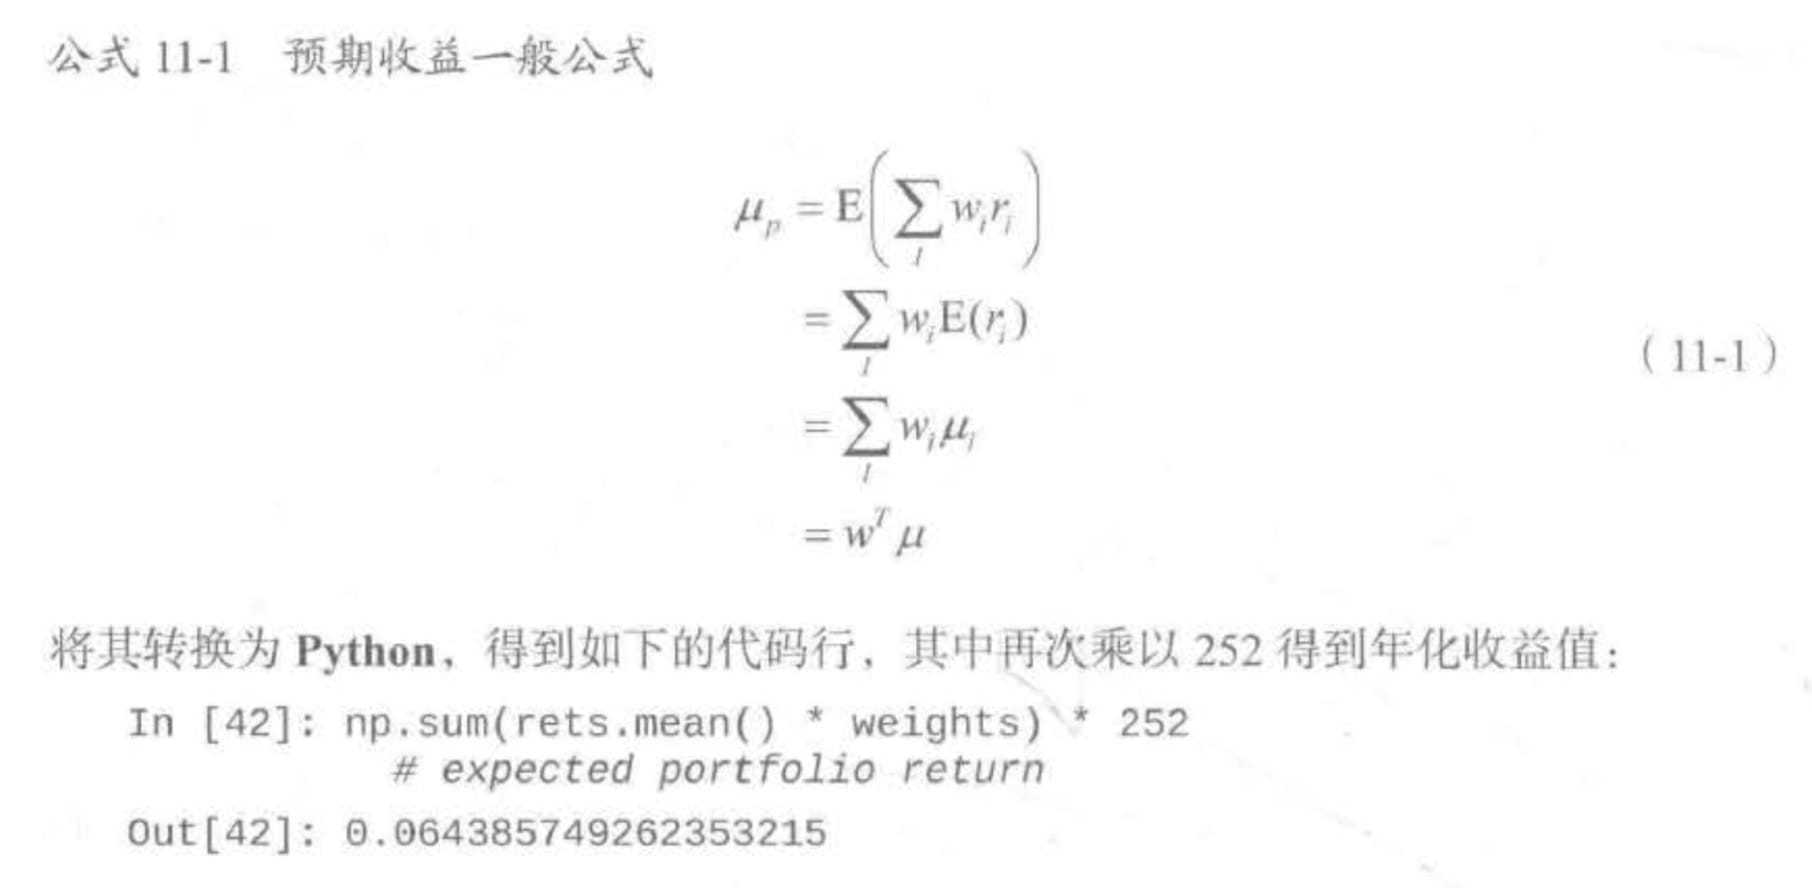 公式 11-1 预期收益一般公式
μ_p = E(∑_I w_i r_i)
= ∑_I w_i E(r_i)
（11-1）
= ∑_I w_i μ_i
= w^T μ
将其转换为 Python，得到如下的代码行，其中再次乘以 252 得到年化收益值：
In [42]: np.sum(rets.mean() * weights) * 252
# expected portfolio return
Out[42]: 0.064385749262353215